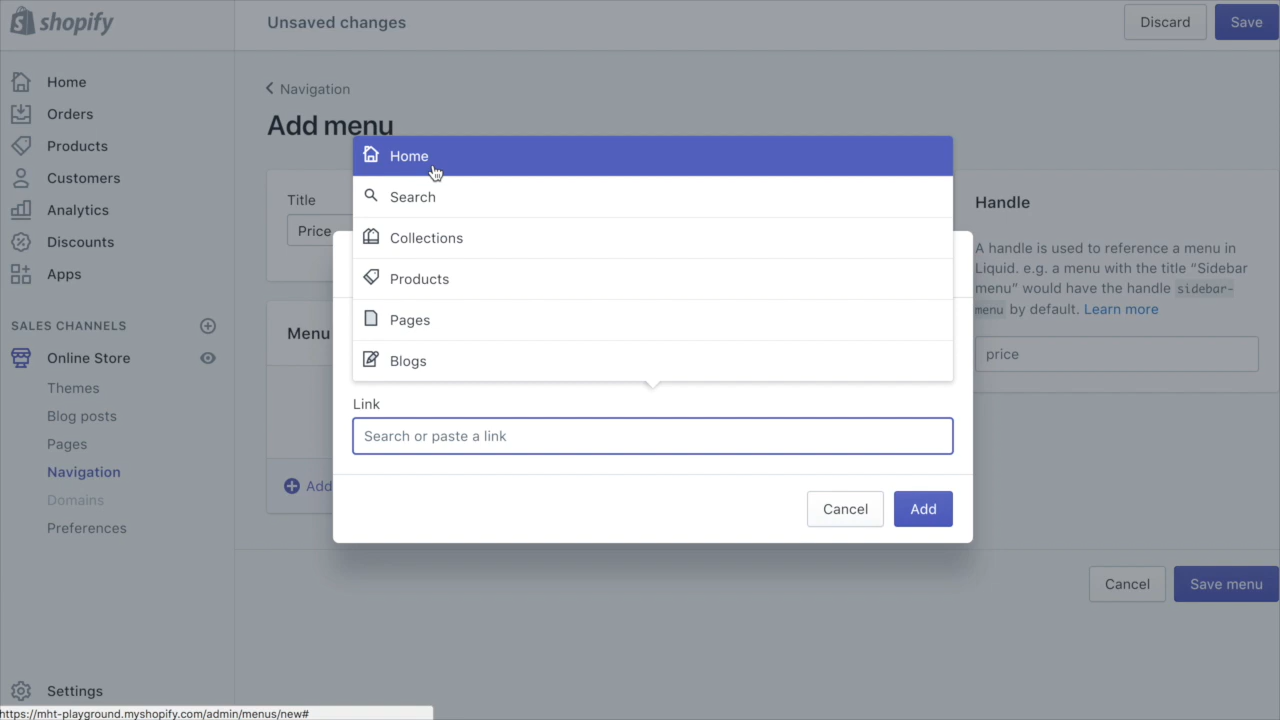 shopify
Unsaved changes
Discard
Save
Home
Orders
Products
Customers
Analytics
Discounts
Apps
SALES CHANNELS
Online Store
Themes
Blog posts
Pages
Navigation
Domains
Preferences
Settings
Navigation
Add menu
Title
Price
Menu
Add
Home
Search
Collections
Products
Pages
Blogs
Link
Search or paste a link
Cancel
Add
Handle
A handle is used to reference a menu in
Liquid. e.g. a menu with the title “Sidebar
menu” would have the handle sidebar-
menu by default. Learn more
price
Cancel
Save menu
https://mht-playground.myshopify.com/admin/menus/new#